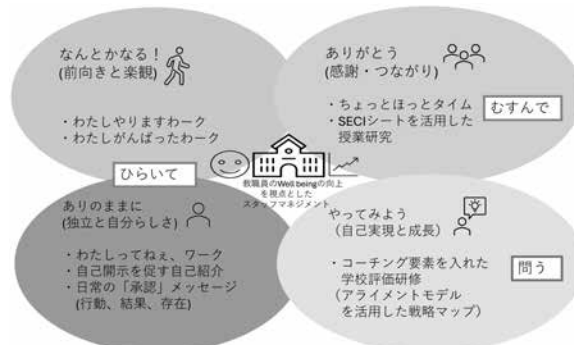 なんとかなる！
(前向きと楽観)
・わたしやりますわーク
・わたしがんばったわーク
ひらいて
ありがとう
(感謝・つながり)
・ちょっとほっとタイム
・SECIシートを活用した
授業研究
むすんで
教職員のWell beingの向上
を視点とした
スタッフマネジメント
ありのままに
(独立と自分らしさ)
・わたしってねぇ、ワーク
・自己開示を促す自己紹介
・日常の「承認」メッセージ
(行動、結果、存在)
やってみよう
(自己実現と成長)
・コーチング要素を入れた
学校評価研修
(アライメントモデル
を活用した戦略マップ)
問う